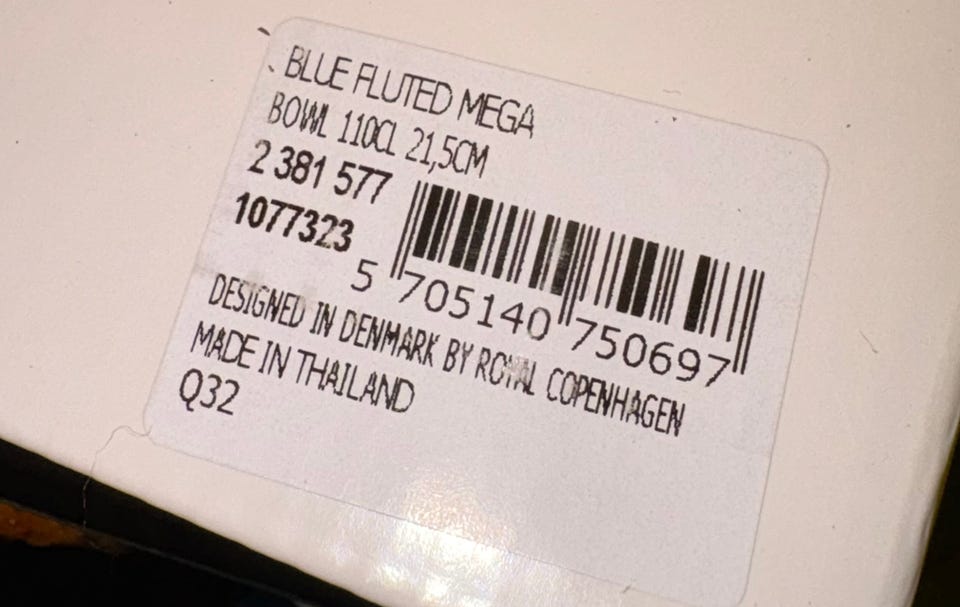 BLUE FLUTED MEGA
BOWL 110CL 21,5CM
2 381 577
1077323
5 705140 750697
DESIGNED IN DENMARK BY ROYAL COPENHAGEN
MADE IN THAILAND
Q32